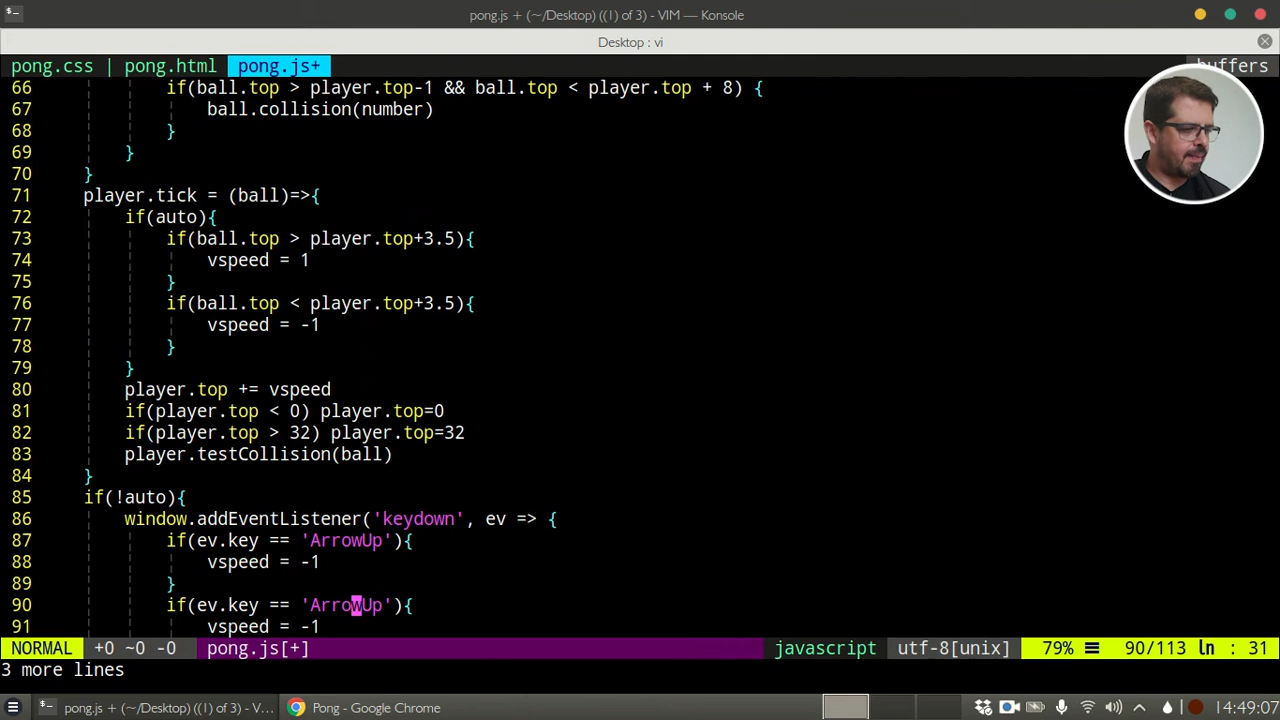 pong.js + (~/Desktop) ((1) of 3) - VIM — Konsole
Desktop : vi
pong.css | pong.html pong.js+ buffers
66 if(ball.top > player.top-1 && ball.top < player.top + 8) {
67 ball.collision(number)
68 }
69 }
70 }
71 player.tick = (ball)=>{
72 if(auto){
73 if(ball.top > player.top+3.5){
74 vspeed = 1
75 }
76 if(ball.top < player.top+3.5){
77 vspeed = -1
78 }
79 }
80 player.top += vspeed
81 if(player.top < 0) player.top=0
82 if(player.top > 32) player.top=32
83 player.testCollision(ball)
84 }
85 if(!auto){
86 window.addEventListener('keydown', ev => {
87 if(ev.key == 'ArrowUp'){
88 vspeed = -1
89 }
90 if(ev.key == 'ArrowUp'){
91 vspeed = -1
NORMAL +0 ~0 -0 pong.js[+] javascript utf-8[unix] 79% ☰ 90/113 ln : 31
3 more lines
pong.js + (~/Desktop) ((1) of 3) - V... Pong - Google Chrome 14:49:07